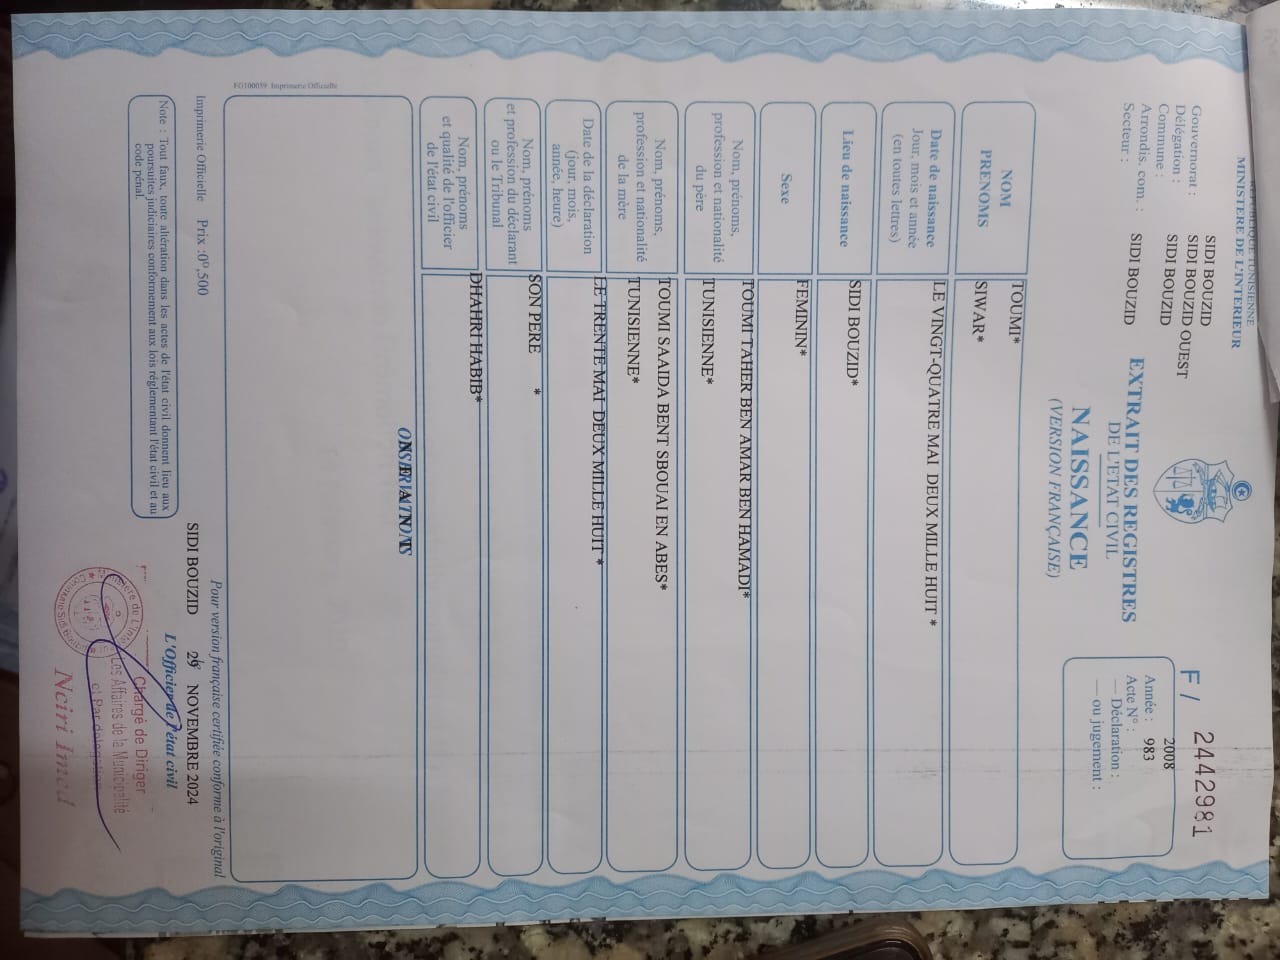 REPUBLIQUE TUNISIENNE
MINISTERE DE L'INTERIEUR
Gouvernorat : SIDI BOUZID
Délégation : SIDI BOUZID OUEST
Commune : SIDI BOUZID
Arrondis. com. :
Secteur : SIDI BOUZID
EXTRAIT DES REGISTRES
DE L'ETAT CIVIL
NAISSANCE
(VERSION FRANÇAISE)
F / 2442981
Année : 2008
Acte N° : 983
— Déclaration :
— ou jugement :
NOM TOUMI*
PRENOMS SIWAR*
Date de naissance
Jour, mois et année
(en toutes lettres)
LE VINGT-QUATRE MAI DEUX MILLE HUIT *
Lieu de naissance SIDI BOUZID*
Sexe FEMININ*
Nom, prénoms,
profession et nationalité
du père
TOUMI TAHER BEN AMAR BEN HAMADI*
TUNISIENNE*
Nom, prénoms,
profession et nationalité
de la mère
TOUMI SAAIDA BENT SBOUAI EN ABES*
TUNISIENNE*
Date de la déclaration
(jour, mois,
année, heure)
LE TRENTE MAI DEUX MILLE HUIT *
Nom, prénoms
et profession du déclarant
ou le Tribunal
SON PERE *
Nom, prénoms
et qualité de l'officier
de l'état civil
DHAHRI HABIB*
OBSERVATIONS
FG100059 Imprimerie Officielle
Pour version française certifiée conforme à l'original
Imprimerie Officielle Prix :0ᴰ,500
SIDI BOUZID NOVEMBRE 2024
L'Officier de l'état civil
Note : Tout faux, toute altération dans les actes de l'état civil donnent lieu aux
poursuites judiciaires conformement aux lois réglementant l'état civil et au
code pénal.
Chargé de Diriger
Les Affaires de la Municipalité
Par délégation
Nciri Imed